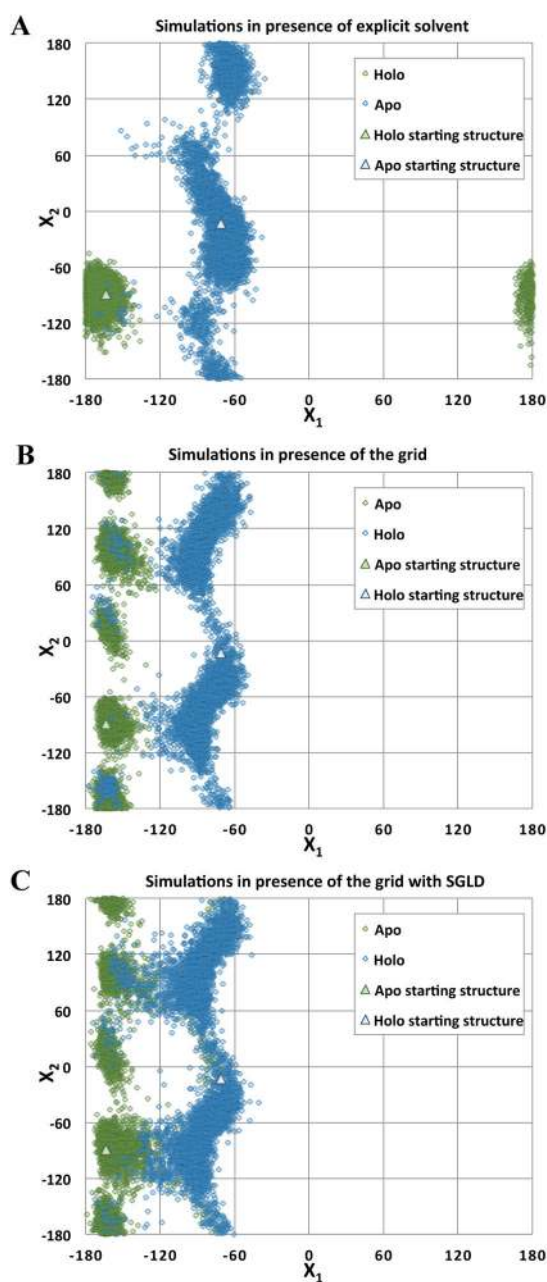 A
Simulations in presence of explicit solvent
180
120
60
0
-60
-120
-180
X2
Holo
Apo
Holo starting structure
Apo starting structure
-180 -120 -60 0 60 120 180
X1
B
Simulations in presence of the grid
180
120
60
0
-60
-120
-180
X2
Apo
Holo
Apo starting structure
Holo starting structure
-180 -120 -60 0 60 120 180
X1
C
Simulations in presence of the grid with SGLD
180
120
60
0
-60
-120
-180
X2
Apo
Holo
Apo starting structure
Holo starting structure
-180 -120 -60 0 60 120 180
X1